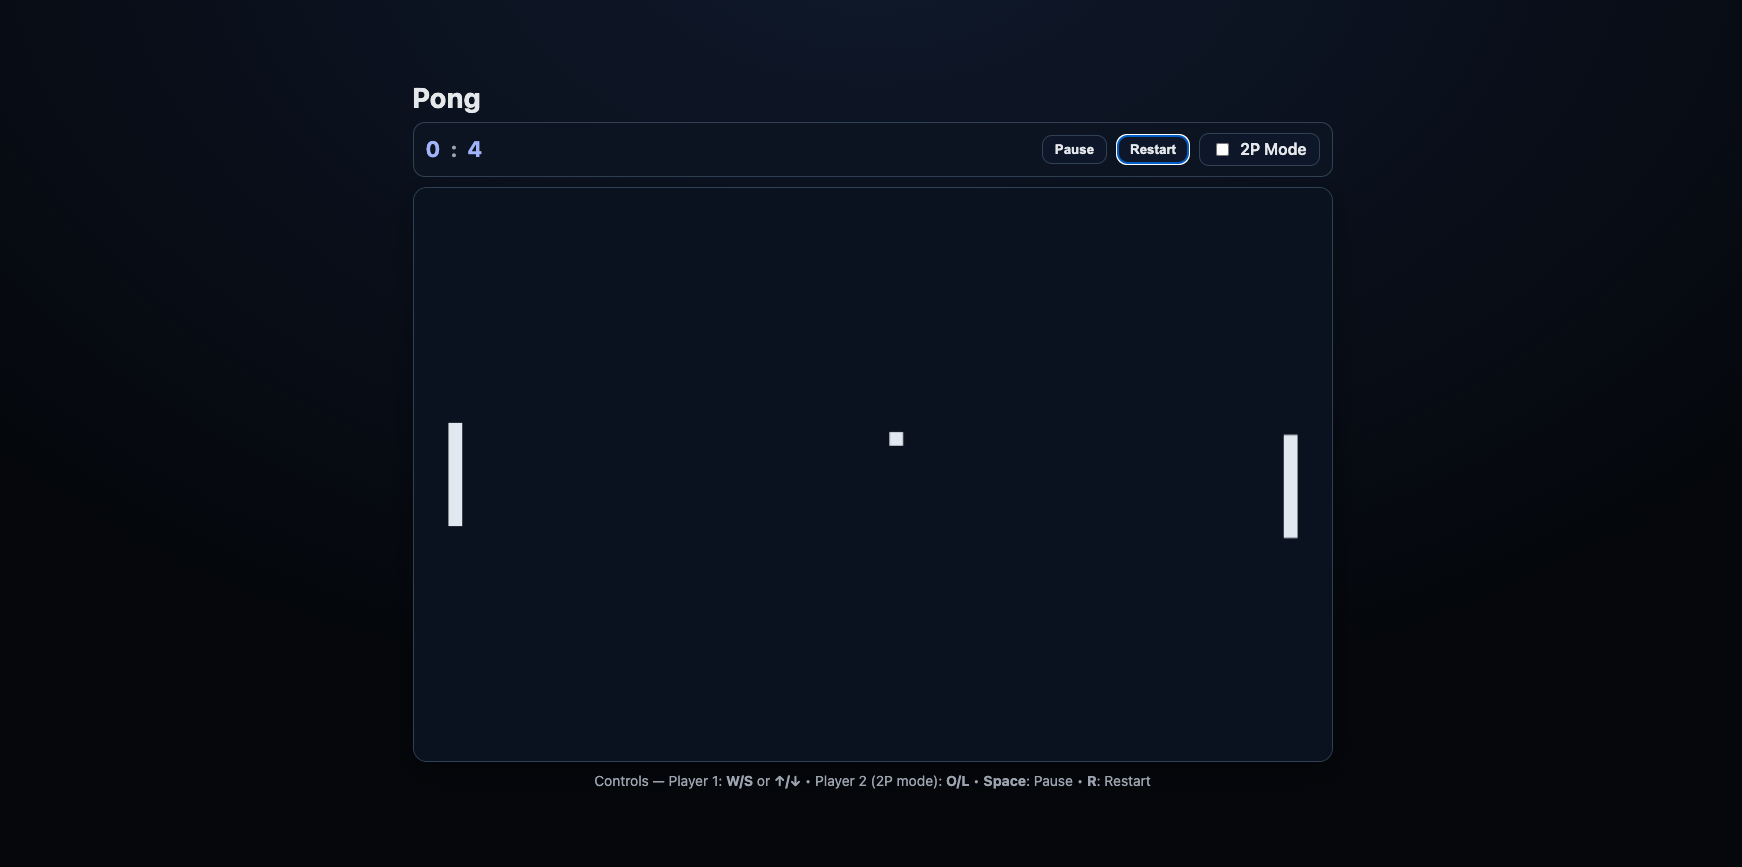 Pong
0 : 4
Pause
Restart
2P Mode
Controls — Player 1: W/S or ↑/↓ • Player 2 (2P mode): O/L • Space: Pause • R: Restart